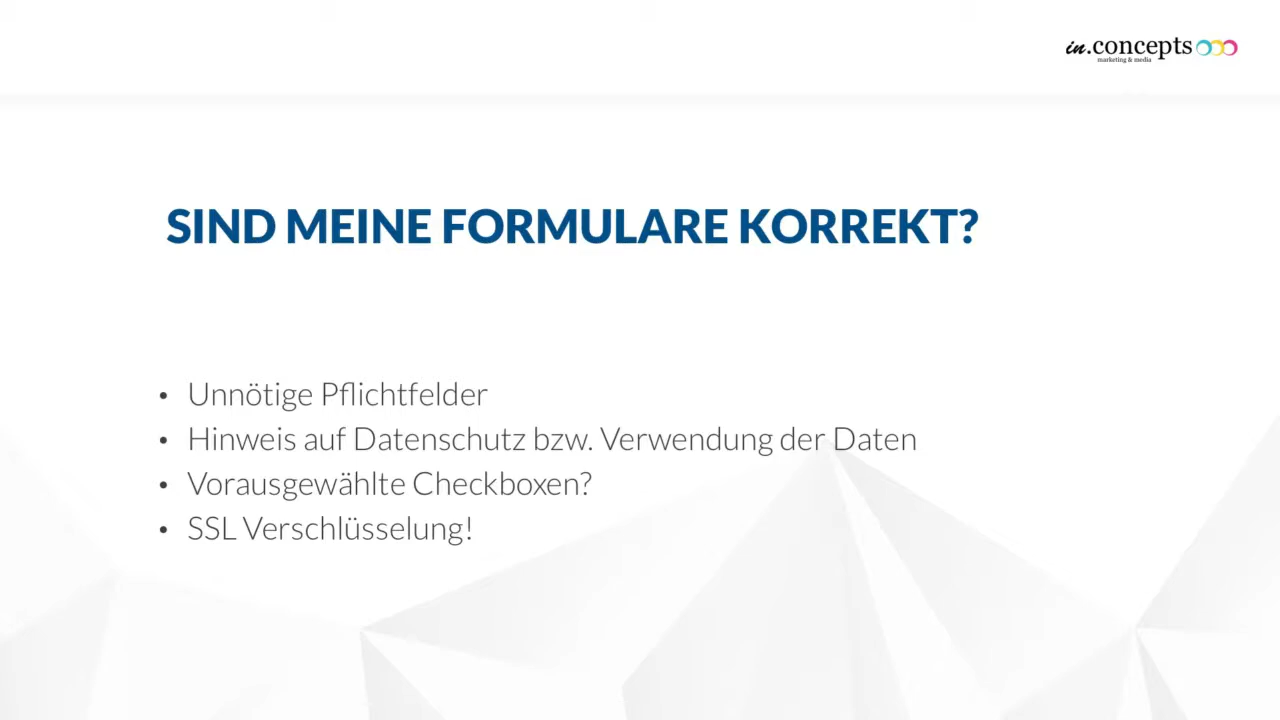 in.concepts
marketing & media
SIND MEINE FORMULARE KORREKT?
• Unnötige Pflichtfelder
• Hinweis auf Datenschutz bzw. Verwendung der Daten
• Vorausgewählte Checkboxen?
• SSL Verschlüsselung!